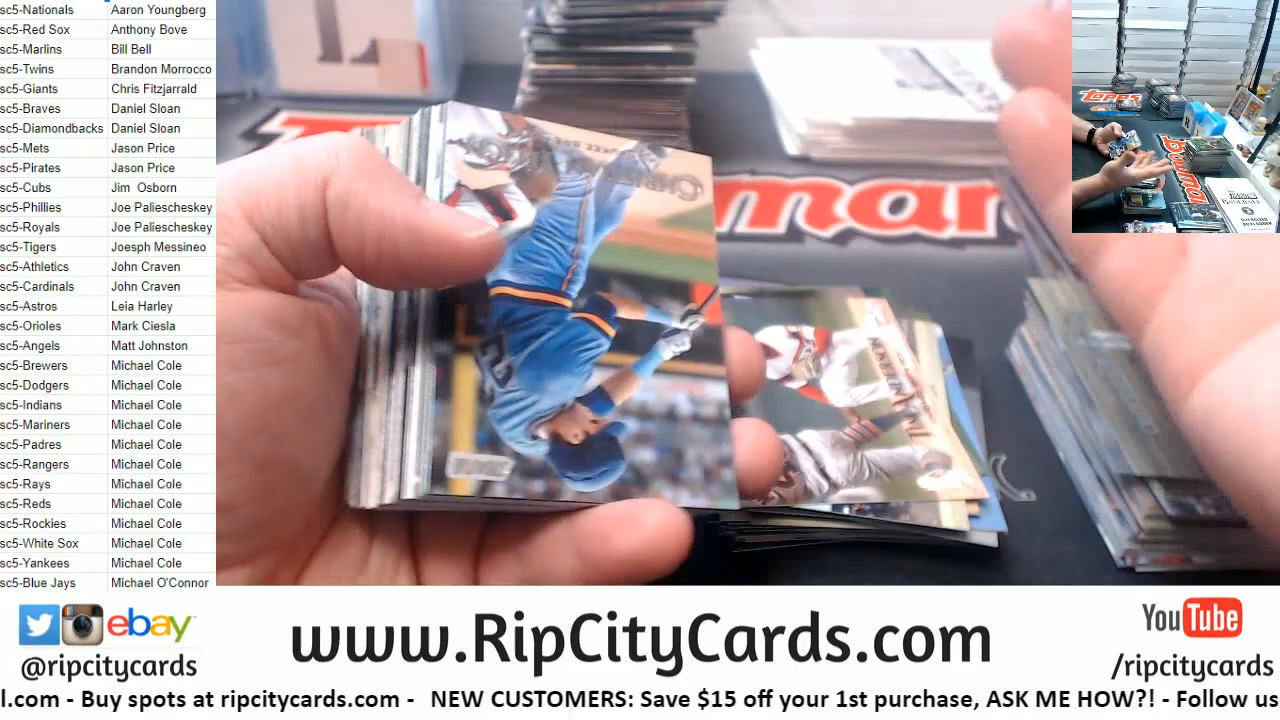 sc5-Nationals Aaron Youngberg
sc5-Red Sox Anthony Bove
sc5-Marlins Bill Bell
sc5-Twins Brandon Morrocco
sc5-Giants Chris Fitzjarrald
sc5-Braves Daniel Sloan
sc5-Diamondbacks Daniel Sloan
sc5-Mets Jason Price
sc5-Pirates Jason Price
sc5-Cubs Jim Osborn
sc5-Phillies Joe Paliescheskey
sc5-Royals Joe Paliescheskey
sc5-Tigers Joesph Messineo
sc5-Athletics John Craven
sc5-Cardinals John Craven
sc5-Astros Leia Harley
sc5-Orioles Mark Ciesla
sc5-Angels Matt Johnston
sc5-Brewers Michael Cole
sc5-Dodgers Michael Cole
sc5-Indians Michael Cole
sc5-Mariners Michael Cole
sc5-Padres Michael Cole
sc5-Rangers Michael Cole
sc5-Rays Michael Cole
sc5-Reds Michael Cole
sc5-Rockies Michael Cole
sc5-White Sox Michael Cole
sc5-Yankees Michael Cole
sc5-Blue Jays Michael O'Connor
Topps
Bowman
BASEBALL
ebay
@ripcitycards
www.RipCityCards.com
YouTube
/ripcitycards
l.com - Buy spots at ripcitycards.com - NEW CUSTOMERS: Save $15 off your 1st purchase, ASK ME HOW?! - Follow us